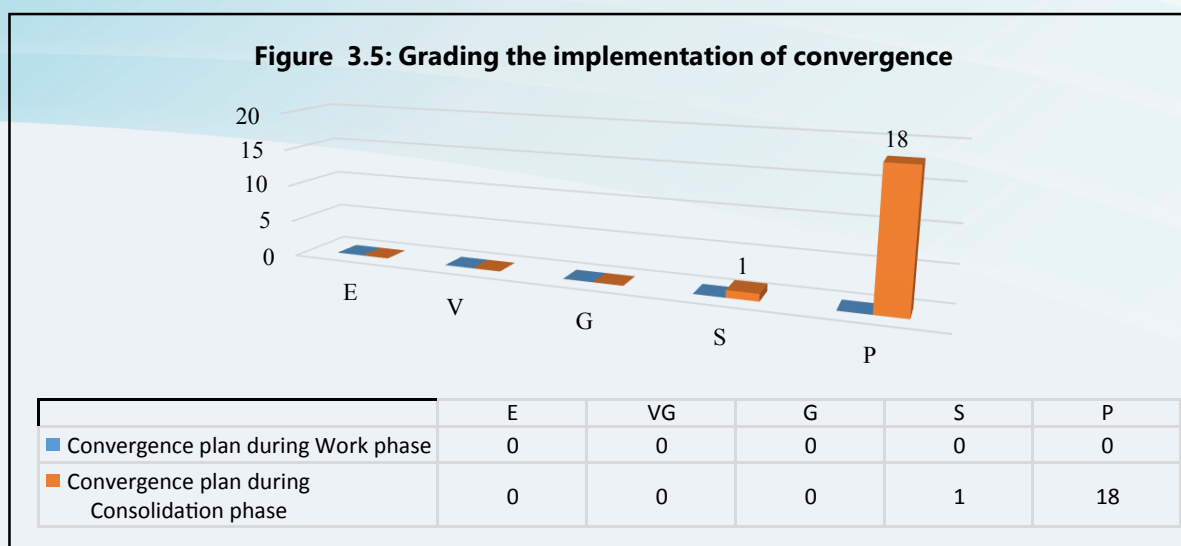 Figure 3.5: Grading the implementation of convergence
20
15
10
5
0
18
1
E
V
G
S
P
E VG G S P
Convergence plan during Work phase 0 0 0 0 0
Convergence plan during
Consolidation phase 0 0 0 1 18